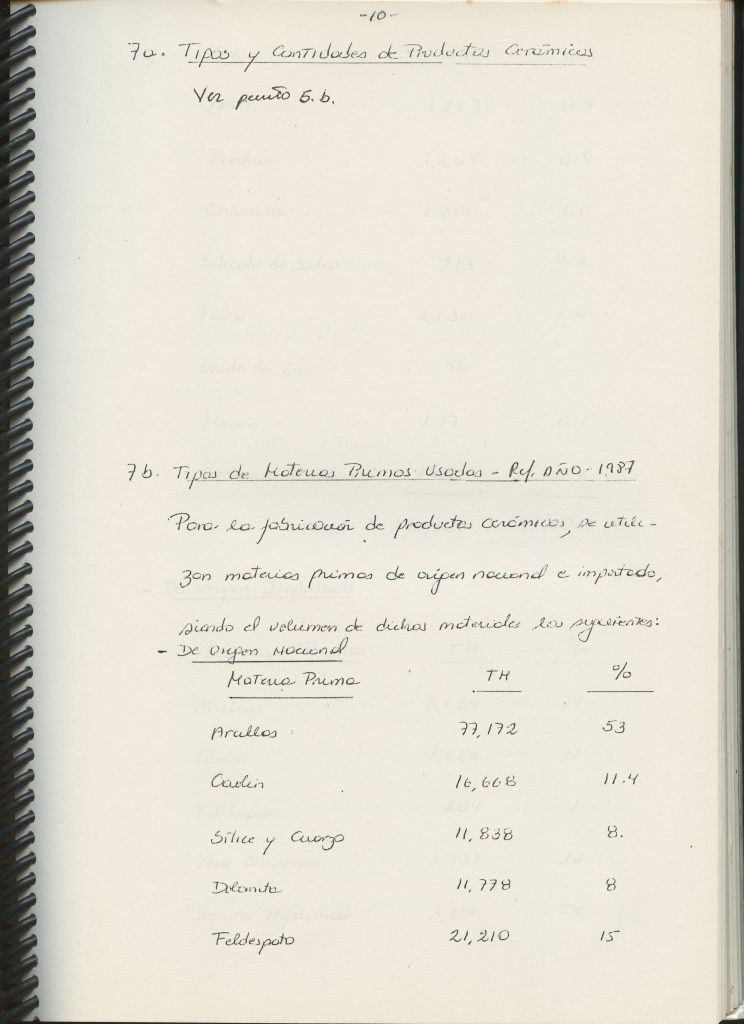 -10-
7a. Tipos y Cantidades de Productos Cerámicos
Ver punto 5.b.
7b. Tipos de Materias Primas Usadas - Ref. AÑO - 1987
Para la fabricación de productos cerámicos, se utili-
zan materias primas de origen nacional e importado,
siendo el volumen de dichos materiales los siguientes:
- De Origen Nacional
Materia Prima TM %
Arcillas 77,172 53
Caolín 16,668 11.4
Sílice y Cuarzo 11,838 8.
Dolomita 11,778 8
Feldespato 21,210 15